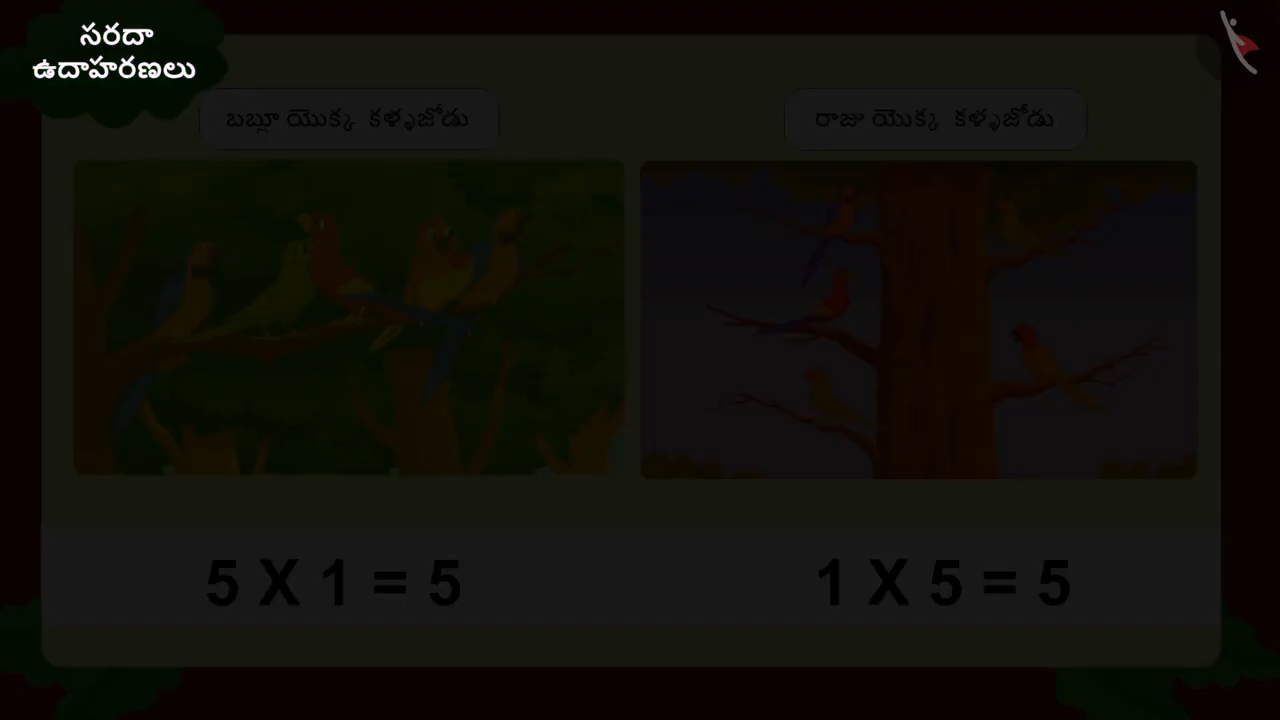 సరదా
ఉదాహరణలు
బబ్లూ యొక్క కళ్ళజోడు
రాజు యొక్క కళ్ళజోడు
5 X 1 = 5
1 X 5 = 5